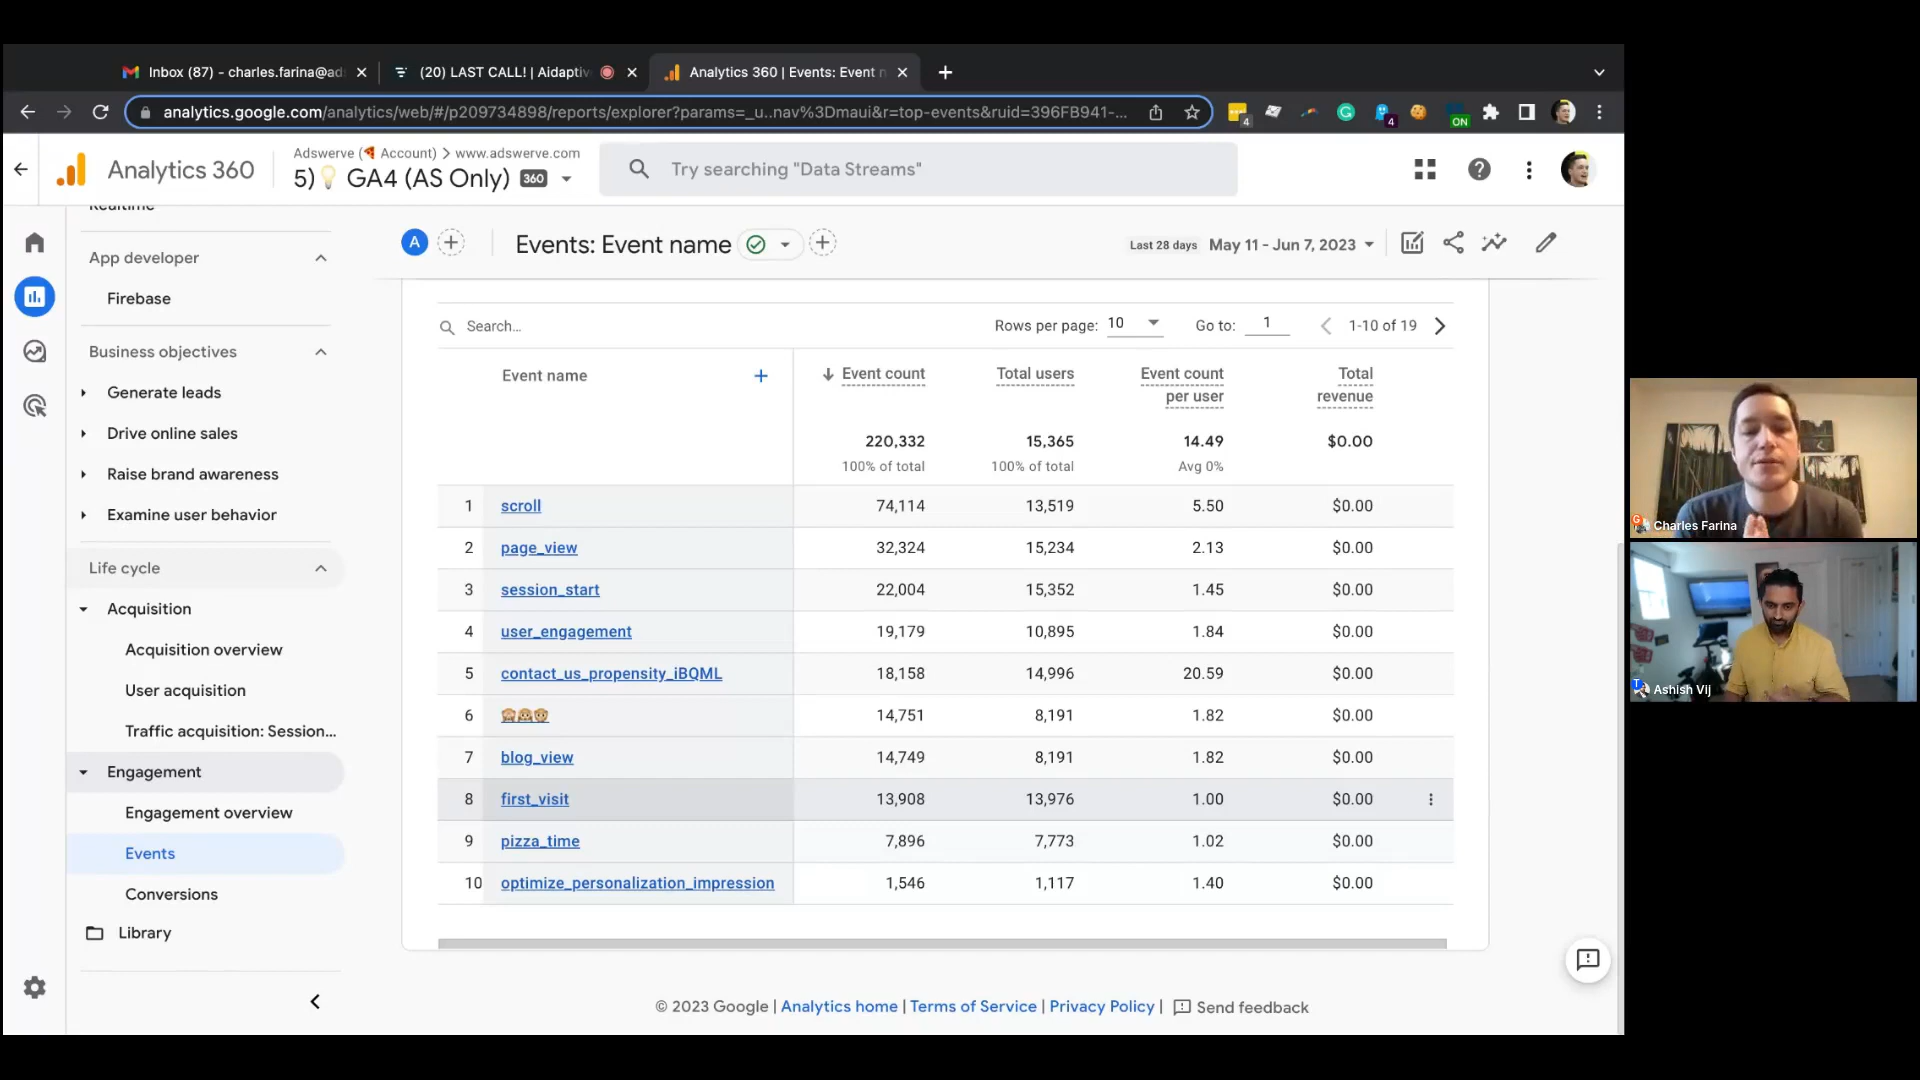 Inbox (87) - charles.farina@ad
(20) LAST CALL! | Aidaptiv
Analytics 360 | Events: Event n
analytics.google.com/analytics/web/#/p209734898/reports/explorer?params=_u..nav%3Dmaui&r=top-events&ruid=396FB941-...
4
4
ON
Analytics 360
Adswerve (🍕 Account) > www.adswerve.com
5)💡 GA4 (AS Only) 360
Try searching "Data Streams"
Realtime
App developer
Firebase
Business objectives
Generate leads
Drive online sales
Raise brand awareness
Examine user behavior
Life cycle
Acquisition
Acquisition overview
User acquisition
Traffic acquisition: Session...
Engagement
Engagement overview
Events
Conversions
Library
A
Events: Event name
Last 28 days May 11 - Jun 7, 2023
Search...
Rows per page: 10
Go to: 1
1-10 of 19
Event name
Event count
Total users
Event count per user
Total revenue
220,332 15,365 14.49 $0.00
100% of total 100% of total Avg 0%
1 scroll 74,114 13,519 5.50 $0.00
2 page_view 32,324 15,234 2.13 $0.00
3 session_start 22,004 15,352 1.45 $0.00
4 user_engagement 19,179 10,895 1.84 $0.00
5 contact_us_propensity_iBQML 18,158 14,996 20.59 $0.00
6 🙈🙉🙊 14,751 8,191 1.82 $0.00
7 blog_view 14,749 8,191 1.82 $0.00
8 first_visit 13,908 13,976 1.00 $0.00
9 pizza_time 7,896 7,773 1.02 $0.00
10 optimize_personalization_impression 1,546 1,117 1.40 $0.00
© 2023 Google | Analytics home | Terms of Service | Privacy Policy | Send feedback
Charles Farina
Ashish Vij